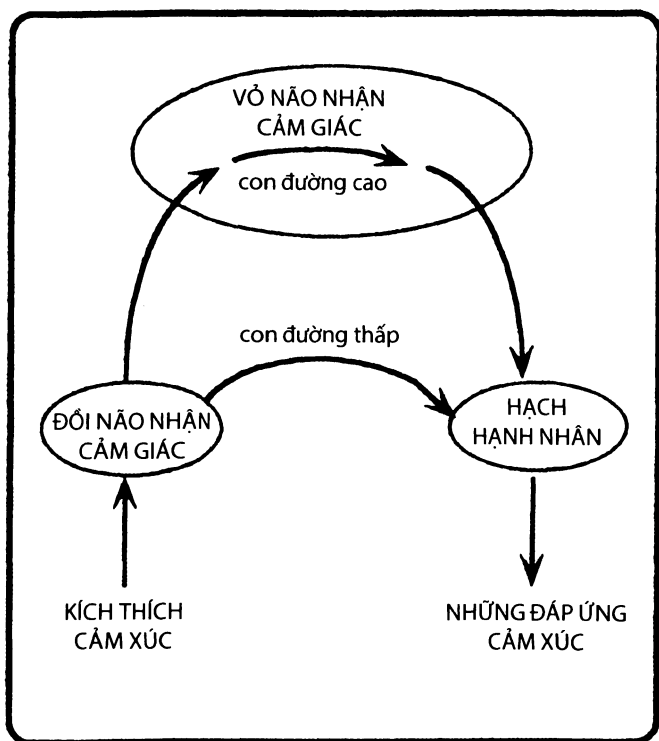 VỎ NÃO NHẬN
CẢM GIÁC
con đường cao
con đường thấp
ĐỒI NÃO NHẬN
CẢM GIÁC
HẠCH
HẠNH NHÂN
KÍCH THÍCH
CẢM XÚC
NHỮNG ĐÁP ỨNG
CẢM XÚC